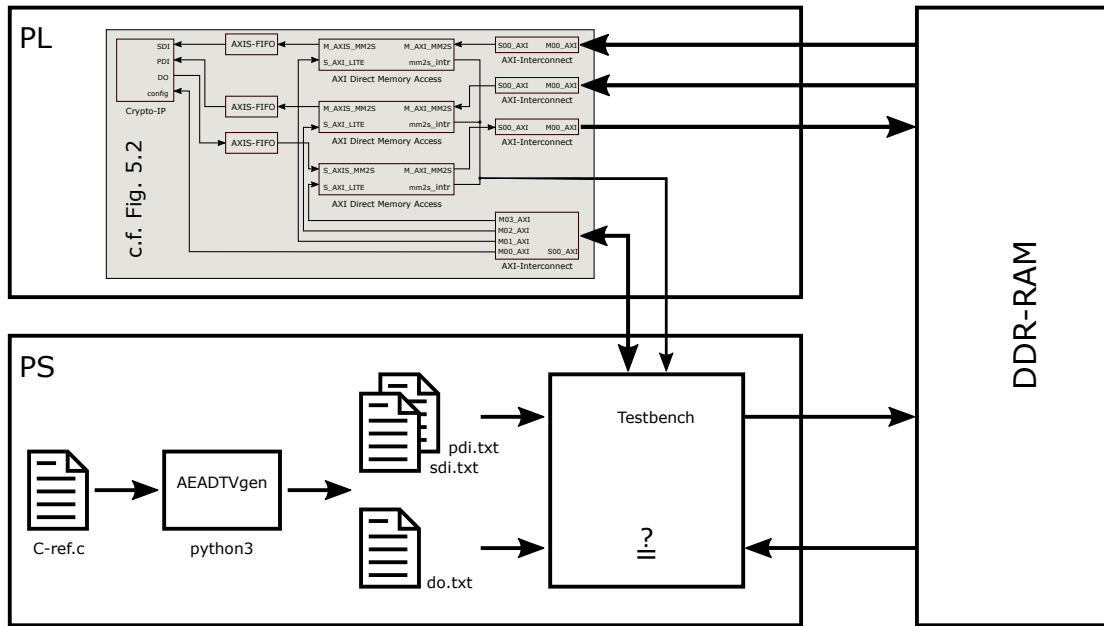 PL
SDI
PDI
DO
config
Crypto-IP
AXIS-FIFO
AXIS-FIFO
AXIS-FIFO
M_AXIS_MM2S M_AXI_MM2S
S_AXI_LITE mm2s_intr
AXI Direct Memory Access
M_AXIS_MM2S M_AXI_MM2S
S_AXI_LITE mm2s_intr
AXI Direct Memory Access
S_AXIS_MM2S M_AXI_M2S
S_AXI_LITE mm2s_intr
AXI Direct Memory Access
S00_AXI M00_AXI
AXI-Interconnect
S00_AXI M00_AXI
AXI-Interconnect
S00_AXI M00_AXI
AXI-Interconnect
M03_AXI
M02_AXI
M01_AXI
M00_AXI S00_AXI
AXI-Interconnect
c.f. Fig. 5.2
DDR-RAM
PS
C-ref.c
AEADTVgen
python3
pdi.txt
sdi.txt
do.txt
Testbench
?
=